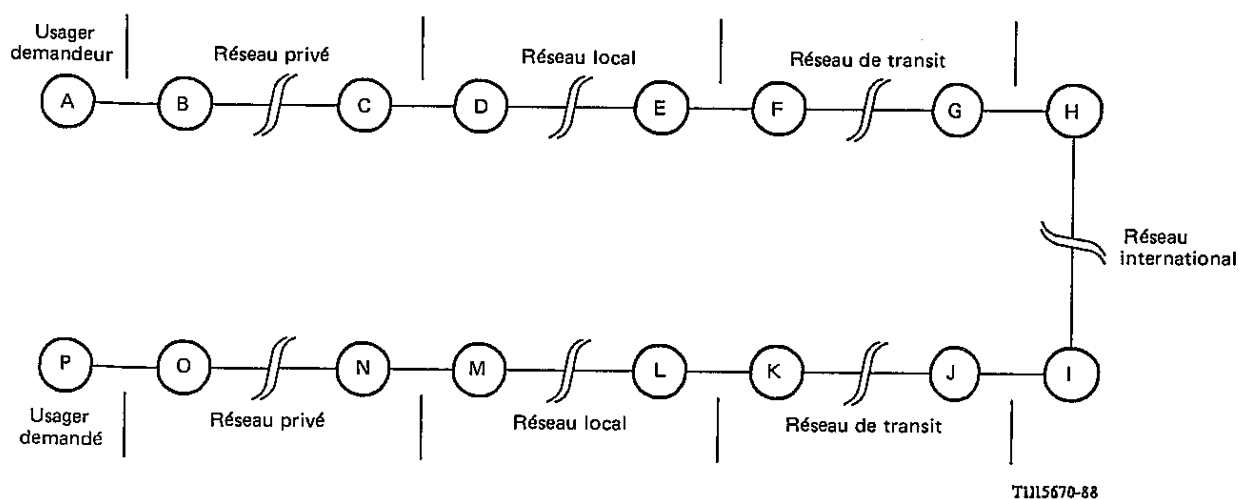 Usager
demandeur
Réseau privé
Réseau local
Réseau de transit
A
B
C
D
E
F
G
H
Réseau
international
P
O
N
M
L
K
J
I
Usager
demandé
Réseau privé
Réseau local
Réseau de transit
T1115670-88